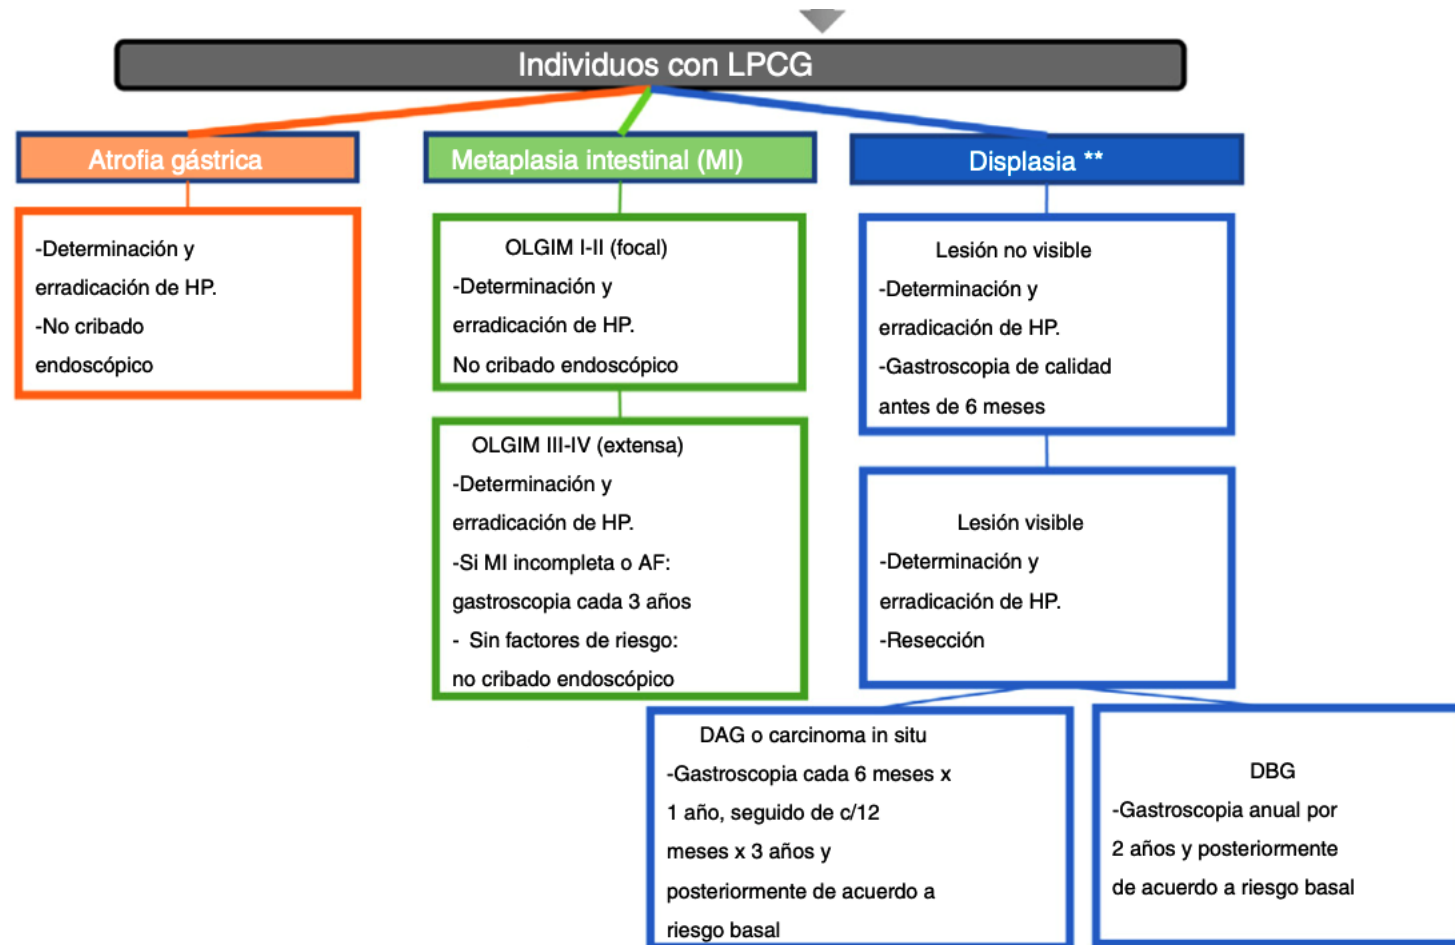 Individuos con LPCG
Atrofia gástrica
-Determinación y
erradicación de HP.
-No cribado
endoscópico
Metaplasia intestinal (MI)
OLGIM I-II (focal)
-Determinación y
erradicación de HP.
No cribado endoscópico
OLGIM III-IV (extensa)
-Determinación y
erradicación de HP.
-Si MI incompleta o AF:
gastroscopia cada 3 años
- Sin factores de riesgo:
no cribado endoscópico
Displasia **
Lesión no visible
-Determinación y
erradicación de HP.
-Gastroscopia de calidad
antes de 6 meses
Lesión visible
-Determinación y
erradicación de HP.
-Resección
DAG o carcinoma in situ
-Gastroscopia cada 6 meses x
1 año, seguido de c/12
meses x 3 años y
posteriormente de acuerdo a
riesgo basal
DBG
-Gastroscopia anual por
2 años y posteriormente
de acuerdo a riesgo basal